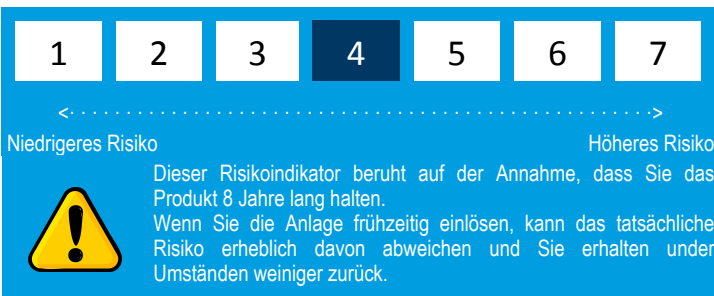 1 2 3 4 5 6 7
<· · · · · · · · · · · · · · · · · · · · · · · · · · · · · · · · · · · · · · · · · · · · · · · · · · · ·>
Niedrigeres Risiko Höheres Risiko
Dieser Risikoindikator beruht auf der Annahme, dass Sie das
Produkt 8 Jahre lang halten.
Wenn Sie die Anlage frühzeitig einlösen, kann das tatsächliche
Risiko erheblich davon abweichen und Sie erhalten under
Umständen weiniger zurück.